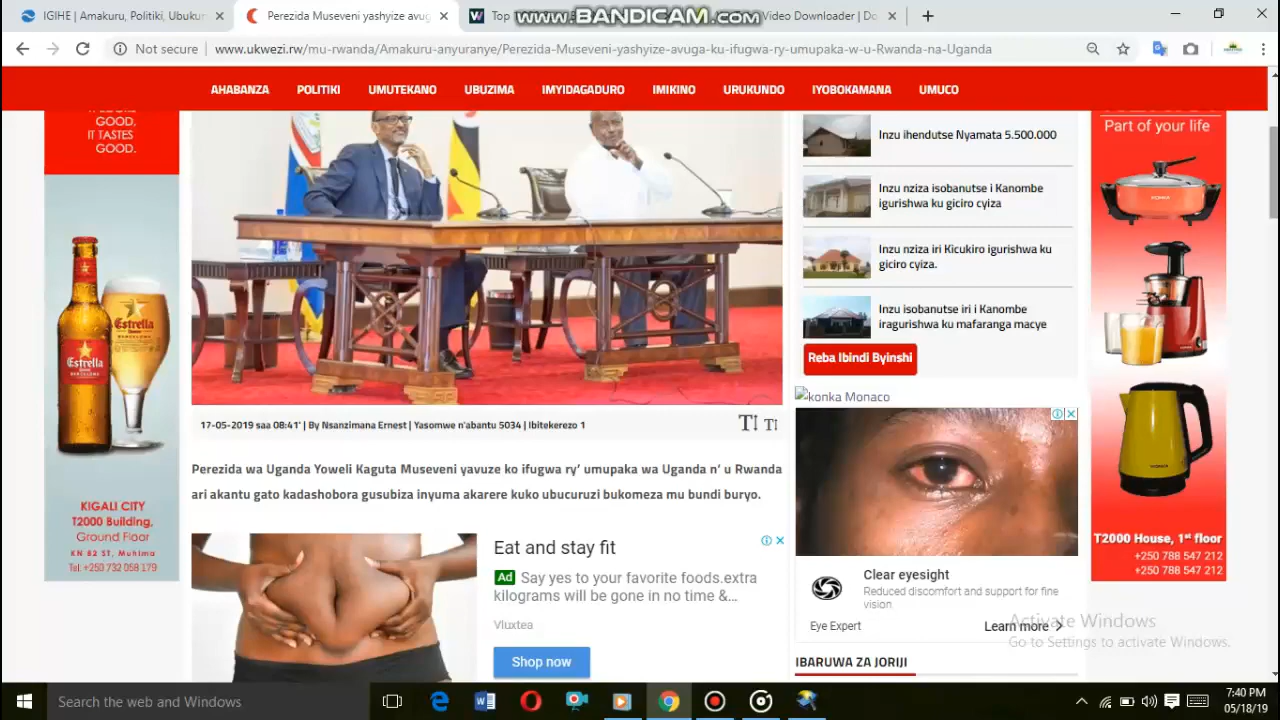 IGIHE | Amakuru, Politiki, Ubukur
Perezida Museveni yashyize avug
Top
www.BANDICAM.com
Video Downloader | Do
Not secure
www.ukwezi.rw/mu-rwanda/Amakuru-anyuranye/Perezida-Museveni-yashyize-avuga-ku-ifugwa-ry-umupaka-w-u-Rwanda-na-Uganda
AHABANZA POLITIKI UMUTEKANO UBUZIMA IMYIDAGADURO IMIKINO URUKUNDO IYOBOKAMANA UMUCO
GOOD,
IT TASTES
GOOD.
Estrella
Estrella
KIGALI CITY
T2000 Building,
Ground Floor
KN 82 ST, Muhima
Tel: +250 732 058 179
17-05-2019 saa 08:41' | By Nsanzimana Ernest | Yasomwe n'abantu 5034 | Ibitekerezo 1
Perezida wa Uganda Yoweli Kaguta Museveni yavuze ko ifugwa ry’ umupaka wa Uganda n’ u Rwanda
ari akantu gato kadashobora gusubiza inyuma akarere kuko ubucuruzi bukomeza mu bundi buryo.
Eat and stay fit
Ad Say yes to your favorite foods.extra
kilograms will be gone in no time &...
Vluxtea
Shop now
Inzu ihendutse Nyamata 5.500.000
Inzu nziza isobanutse i Kanombe
igurishwa ku giciro cyiza
Inzu nziza iri Kicukiro igurishwa ku
giciro cyiza.
Inzu isobanutse iri i Kanombe
iragurishwa ku mafaranga macye
Reba Ibindi Byinshi
konka Monaco
Clear eyesight
Reduced discomfort and support for fine
vision
Eye Expert
Learn more
IBARUWA ZA JORIJI
Part of your life
T2000 House, 1st floor
+250 788 547 212
+250 788 547 212
Activate Windows
Go to Settings to activate Windows.
Search the web and Windows
7:40 PM
05/18/19